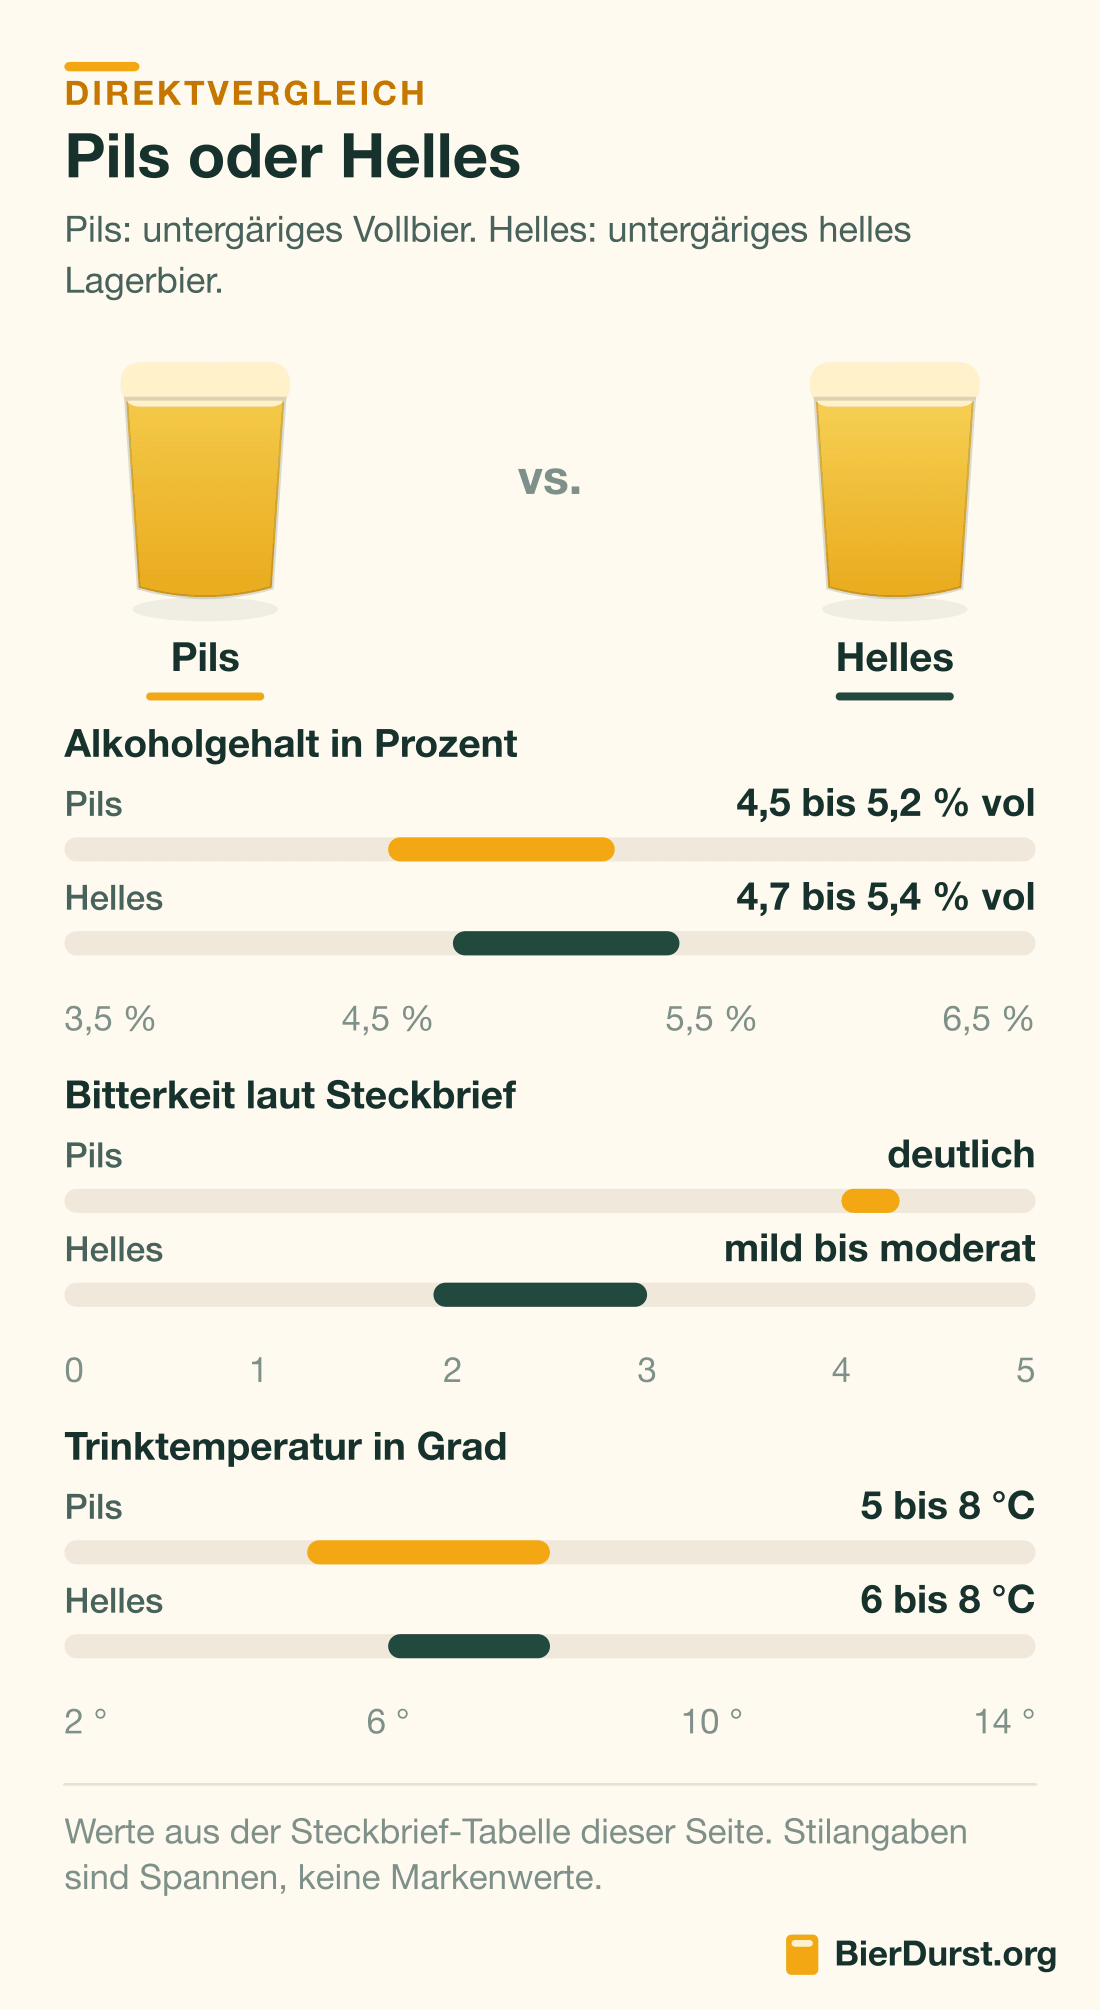 DIREKTVERGLEICH
Pils oder Helles
Pils: untergäriges Vollbier. Helles: untergäriges helles
Lagerbier.
vs.
Pils
Helles
Alkoholgehalt in Prozent
Pils
4,5 bis 5,2 % vol
Helles
4,7 bis 5,4 % vol
3,5 %
4,5 %
5,5 %
6,5 %
Bitterkeit laut Steckbrief
Pils
deutlich
Helles
mild bis moderat
0
1
2
3
4
5
Trinktemperatur in Grad
Pils
5 bis 8 °C
Helles
6 bis 8 °C
2 °
6 °
10 °
14 °
Werte aus der Steckbrief-Tabelle dieser Seite. Stilangaben
sind Spannen, keine Markenwerte.
BierDurst.org